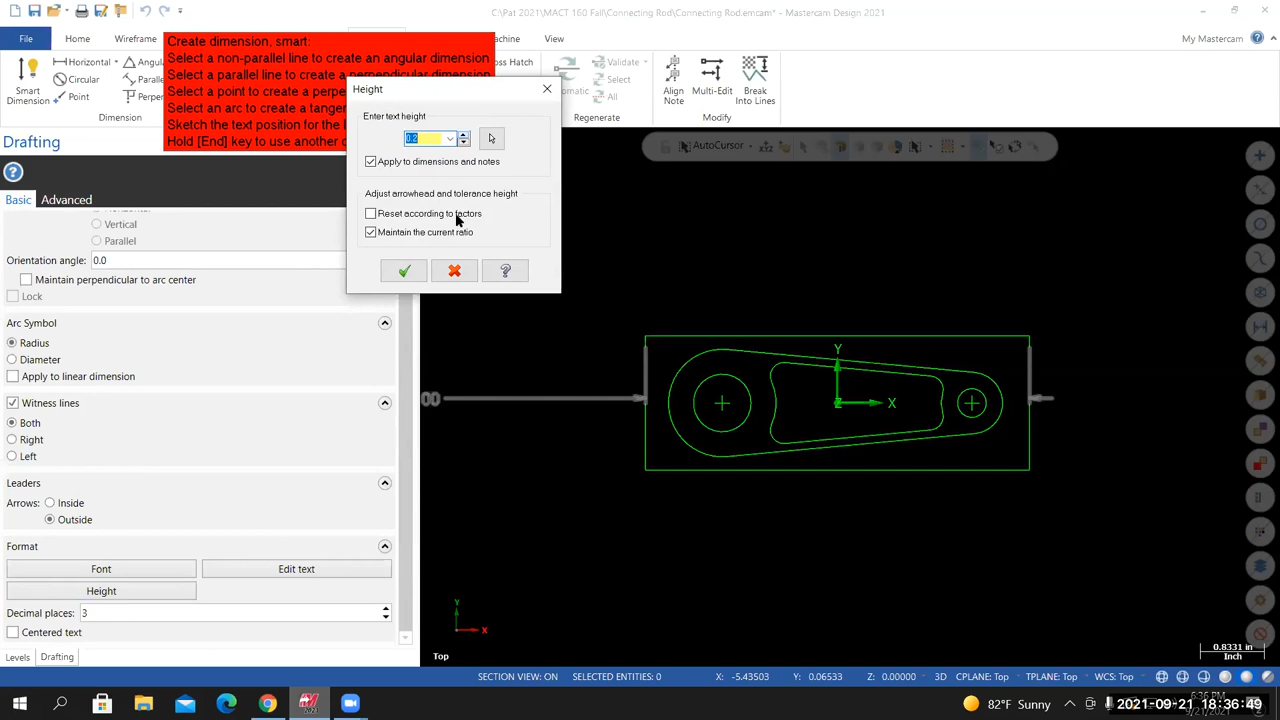 C:\Pat 2021\MACT 160 Fall\Connecting Rod\Connecting Rod.emcam* - Mastercam Design 2021
File
Home
Wireframe
View
My Mastercam
Create dimension, smart:
Select a non-parallel line to create an angular dimension
Select a parallel line to create a perpendicular dimension
Select a point to create a
Select an arc to create a
Sketch the text position for the
Hold [End] key to use another
Smart
Dimension
Horizontal
Circular
Point
Dimension
Validate
Select
All
Regenerate
Align
Note
Multi-Edit
Break
Into Lines
Modify
Height
Enter text height
0.2
Apply to dimensions and notes
Adjust arrowhead and tolerance height
Reset according to factors
Maintain the current ratio
AutoCursor
Drafting
Basic
Advanced
Vertical
Parallel
Orientation angle:
0.0
Maintain perpendicular to arc center
Lock
Arc Symbol
Radius
Diameter
Apply to linear dimension
Witness lines
Both
Right
Left
Leaders
Arrows:
Inside
Outside
Format
Font
Edit text
Height
Decimal places:
3
Centered text
Levels
Drafting
00
Y
X
Z
Y
X
Top
0.8331 in
Inch
SECTION VIEW: ON
SELECTED ENTITIES: 0
X: -5.43503
Y: 0.06533
Z: 0.00000
3D
CPLANE: Top
TPLANE: Top
WCS: Top
82°F Sunny
2021-09-21 18:36:49